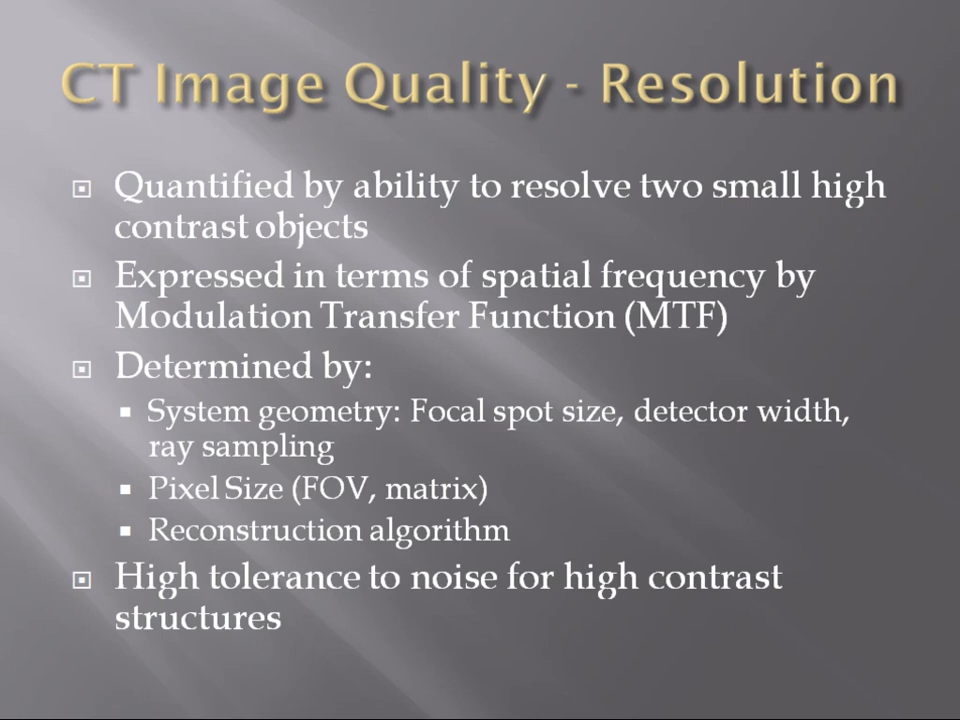 CT Image Quality - Resolution
Quantified by ability to resolve two small high
contrast objects
Expressed in terms of spatial frequency by
Modulation Transfer Function (MTF)
Determined by:
System geometry: Focal spot size, detector width,
ray sampling
Pixel Size (FOV, matrix)
Reconstruction algorithm
High tolerance to noise for high contrast
structures